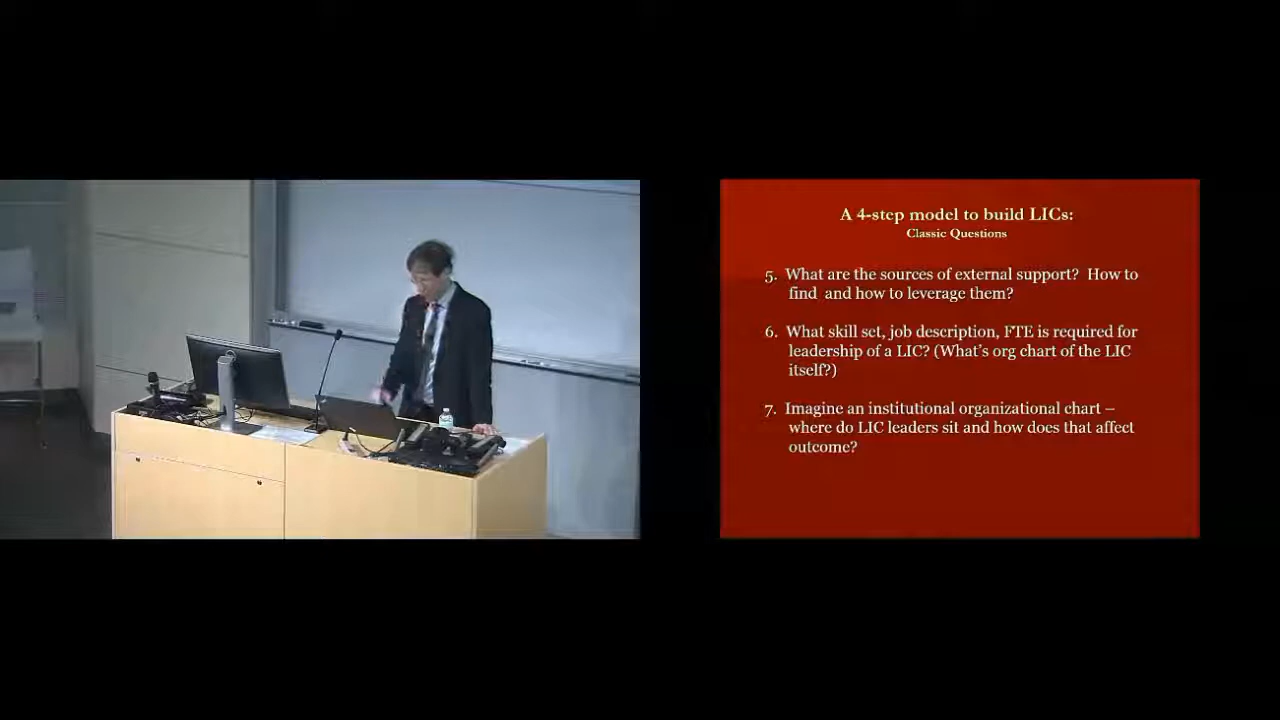 A 4-step model to build LICs:
Classic Questions
5. What are the sources of external support? How to
find and how to leverage them?
6. What skill set, job description, FTE is required for
leadership of a LIC? (What's org chart of the LIC
itself?)
7. Imagine an institutional organizational chart –
where do LIC leaders sit and how does that affect
outcome?